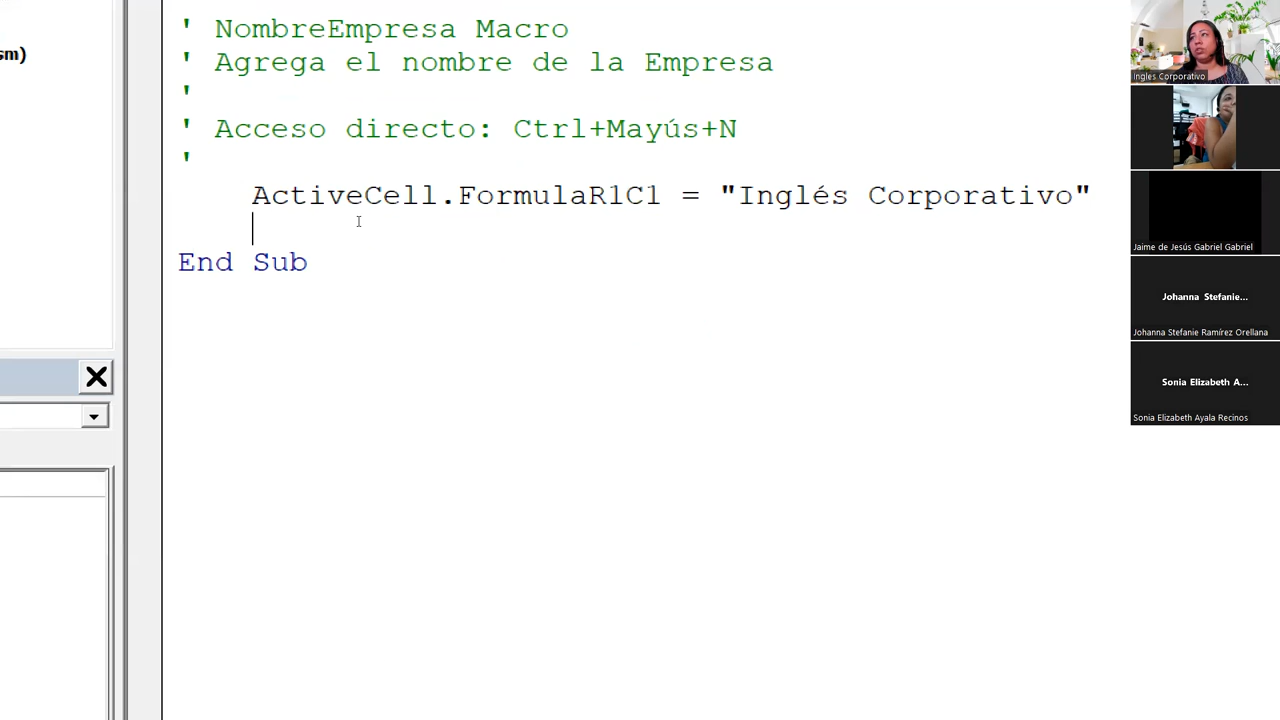 sm)
' NombreEmpresa Macro
' Agrega el nombre de la Empresa
'
' Acceso directo: Ctrl+Mayús+N
'
ActiveCell.FormulaR1C1 = "Inglés Corporativo"
End Sub
Ingles Corporativo
Jaime de Jesús Gabriel Gabriel
Johanna Stefanie...
Johanna Stefanie Ramírez Orellana
Sonia Elizabeth A...
Sonia Elizabeth Ayala Recinos